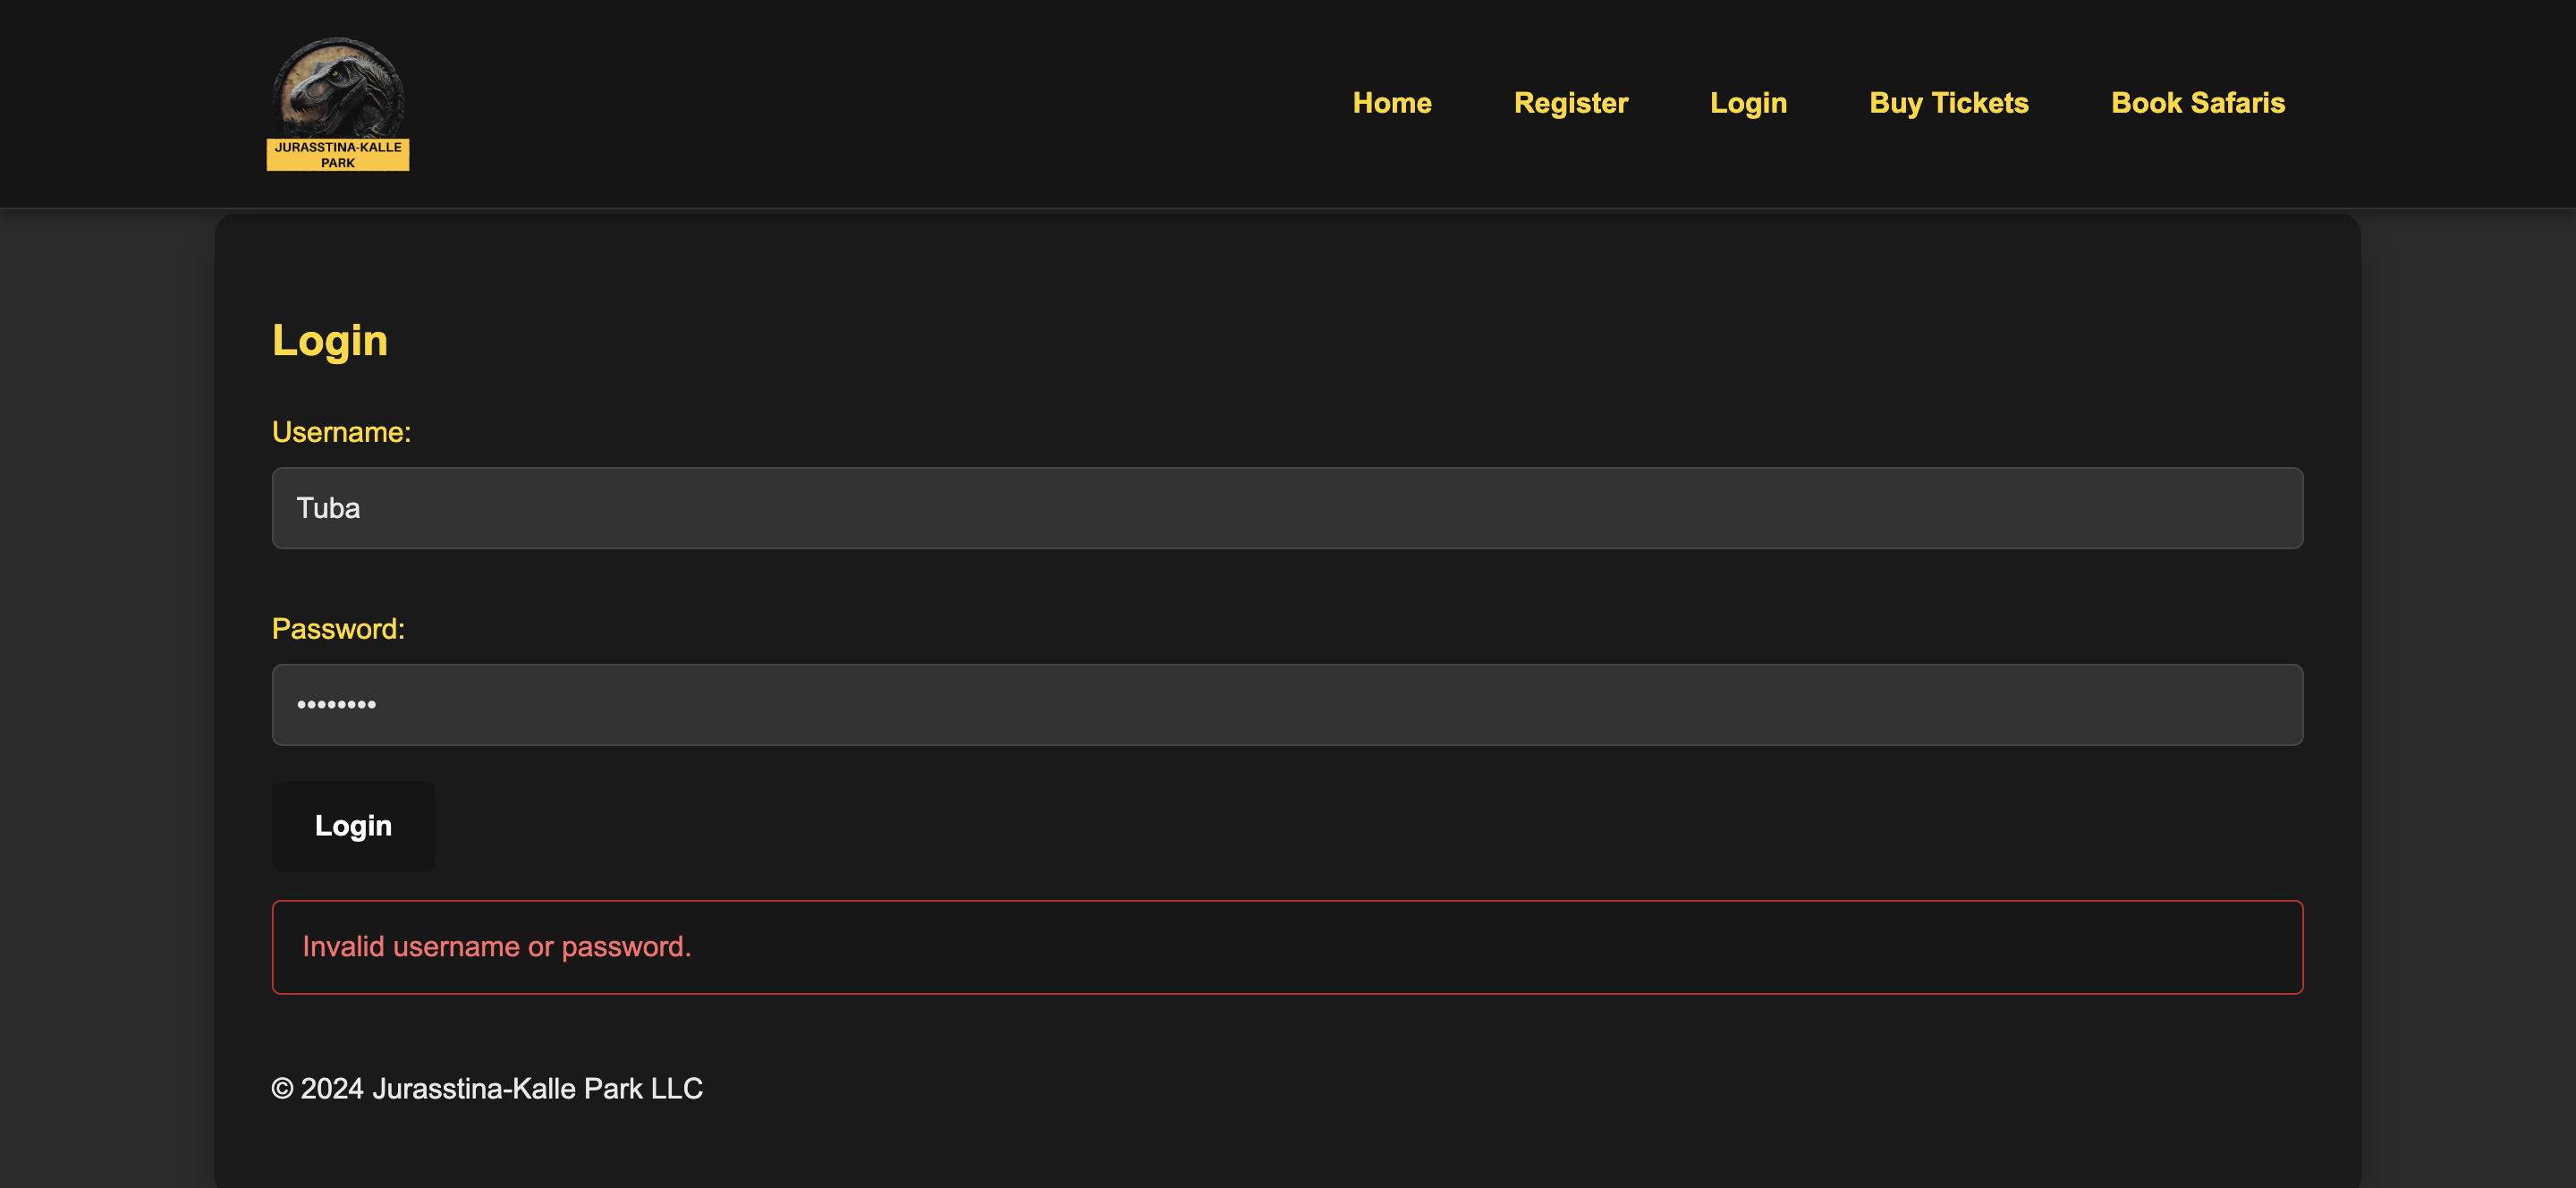 JURASSTINA-KALLE
PARK
Home Register Login Buy Tickets Book Safaris
Login
Username:
Tuba
Password:
••••••••
Login
Invalid username or password.
© 2024 Jurasstina-Kalle Park LLC